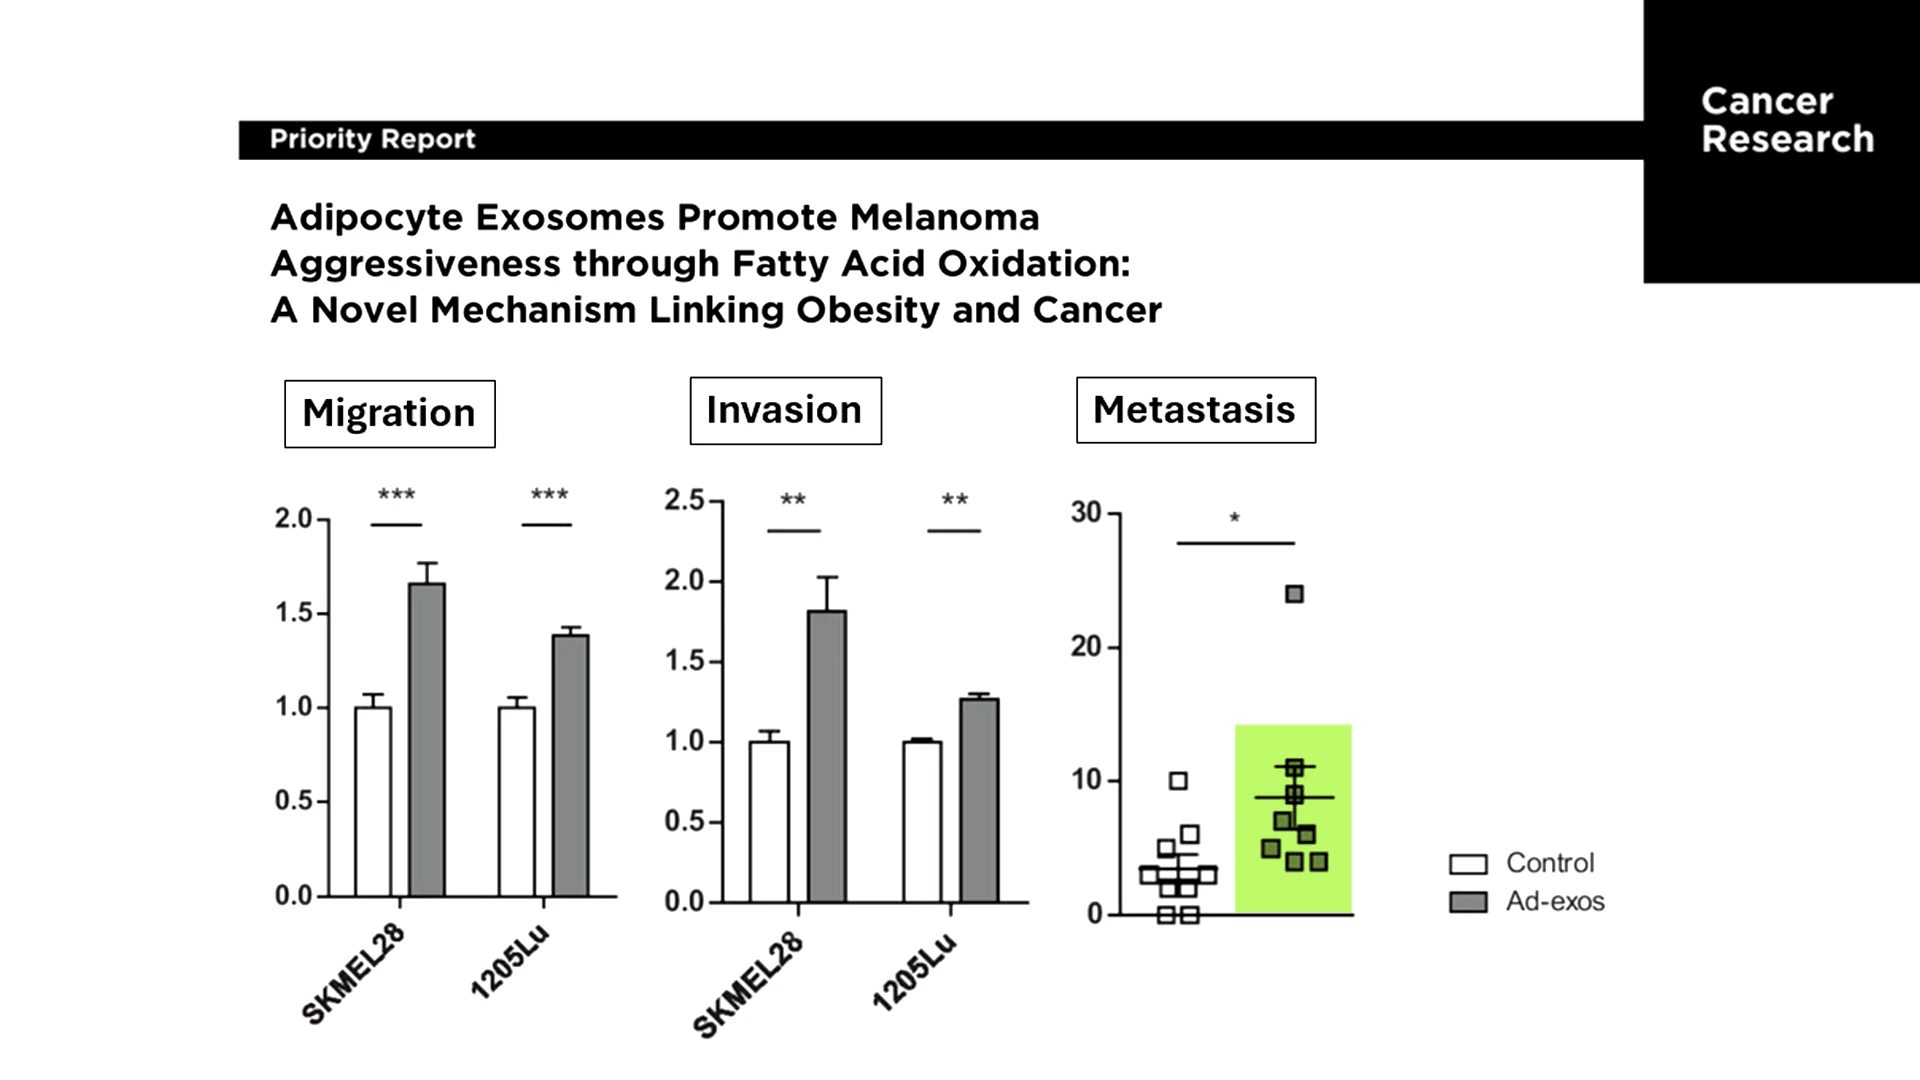 Cancer
Research
Priority Report
Adipocyte Exosomes Promote Melanoma
Aggressiveness through Fatty Acid Oxidation:
A Novel Mechanism Linking Obesity and Cancer
Migration
Invasion
Metastasis
***
***
2.0
1.5
1.0
0.5
0.0
SKMEL28
1205Lu
**
**
2.5
2.0
1.5
1.0
0.5
0.0
SKMEL28
1205Lu
*
30
20
10
0
Control
Ad-exos